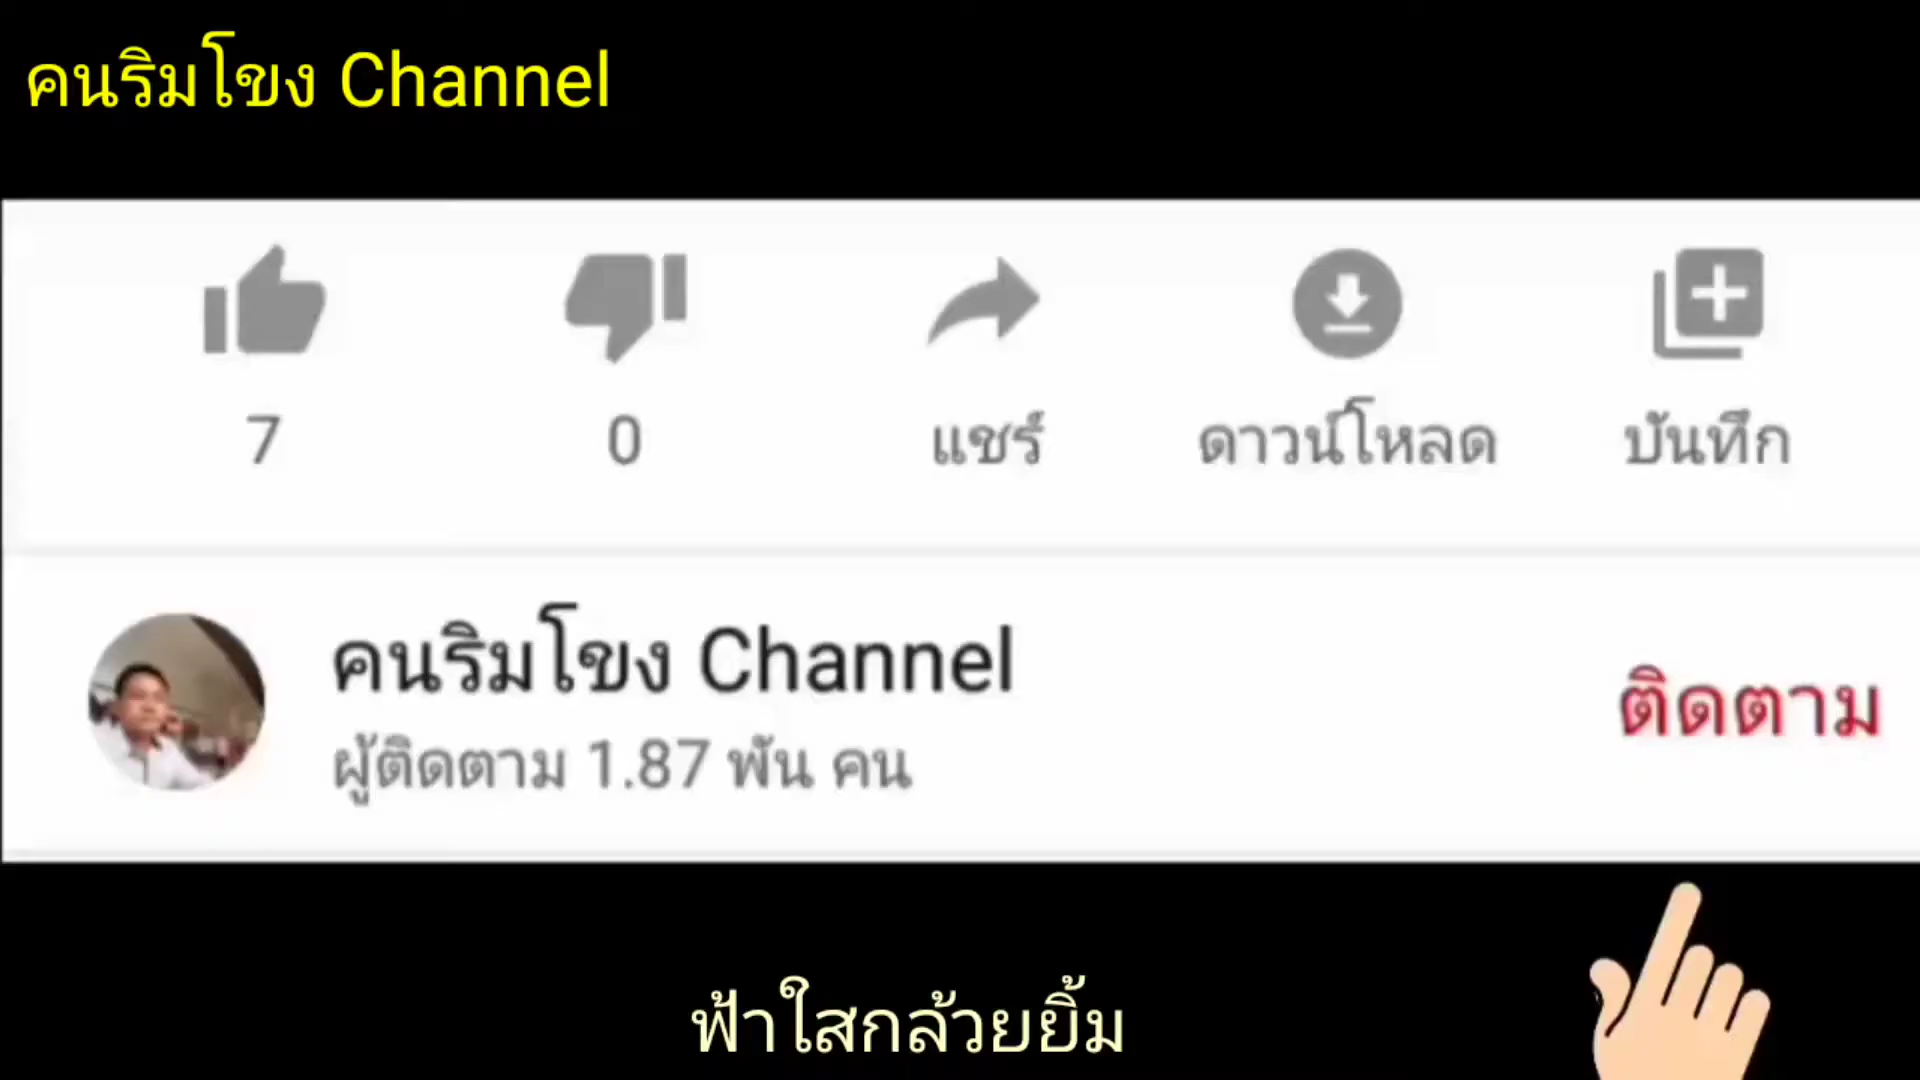 คนริมโขง Channel
7 0 แชร์ ดาวน์โหลด บันทึก
คนริมโขง Channel
ติดตาม
ผู้ติดตาม 1.87 พัน คน
ฟ้าใสกล้วยยิ้ม